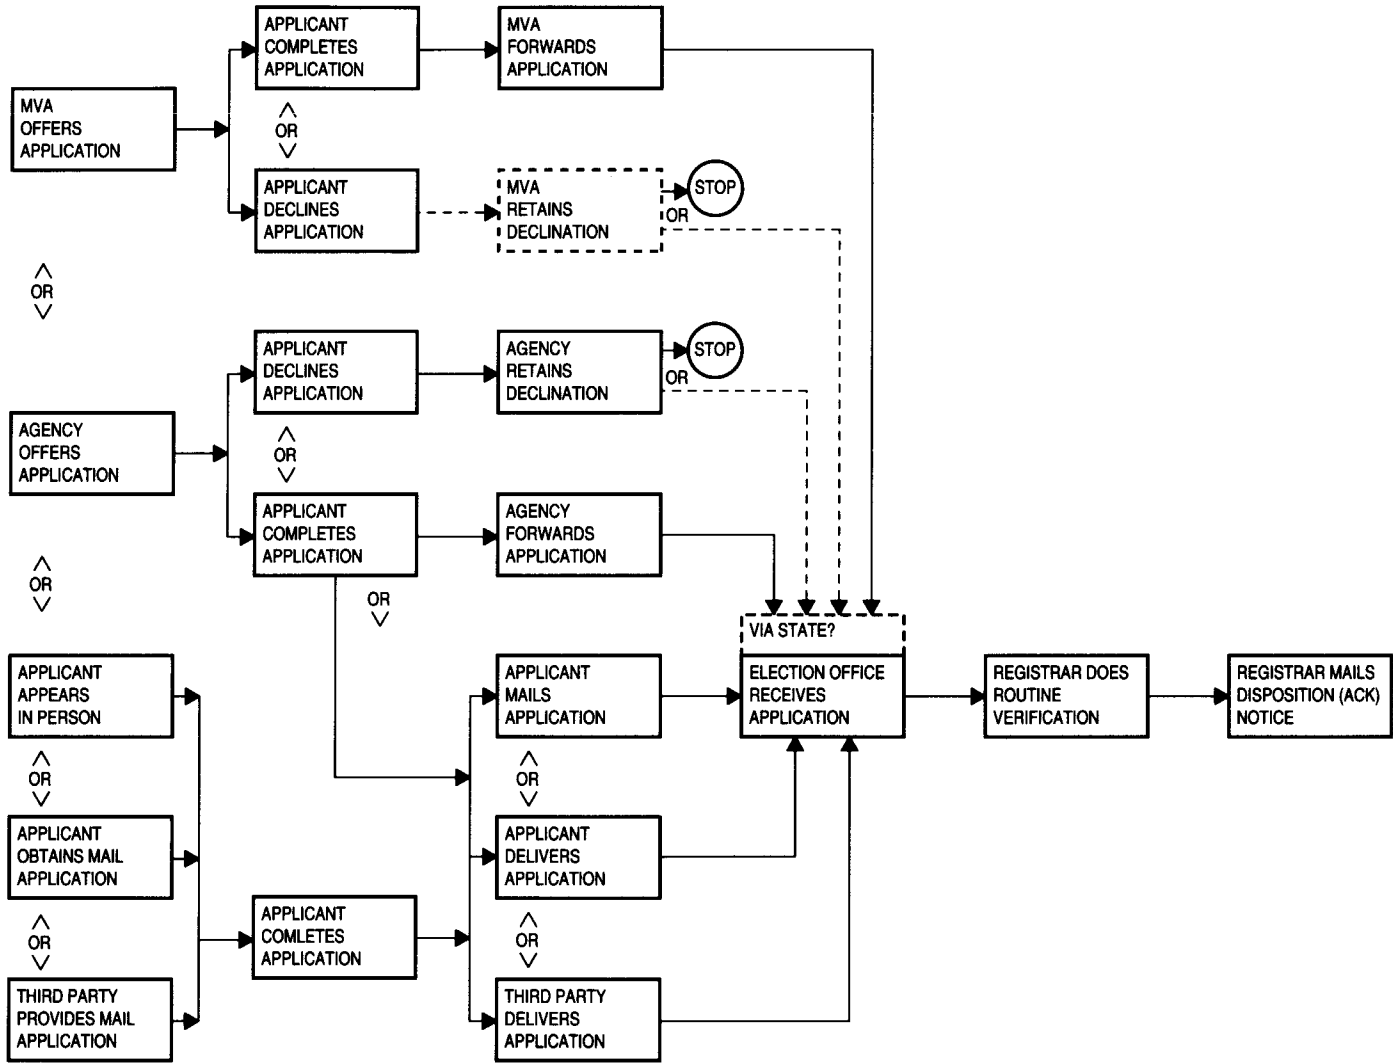 APPLICANT
COMPLETES
APPLICATION
MVA
FORWARDS
APPLICATION
MVA
OFFERS
APPLICATION
OR
APPLICANT
DECLINES
APPLICATION
MVA
RETAINS
DECLINATION
STOP
OR
OR
APPLICANT
DECLINES
APPLICATION
AGENCY
RETAINS
DECLINATION
STOP
OR
AGENCY
OFFERS
APPLICATION
OR
APPLICANT
COMPLETES
APPLICATION
AGENCY
FORWARDS
APPLICATION
OR
OR
VIA STATE?
APPLICANT
APPEARS
IN PERSON
APPLICANT
MAILS
APPLICATION
ELECTION OFFICE
RECEIVES
APPLICATION
REGISTRAR DOES
ROUTINE
VERIFICATION
REGISTRAR MAILS
DISPOSITION (ACK)
NOTICE
OR
OR
APPLICANT
OBTAINS MAIL
APPLICATION
APPLICANT
DELIVERS
APPLICATION
OR
APPLICANT
COMLETES
APPLICATION
OR
THIRD PARTY
PROVIDES MAIL
APPLICATION
THIRD PARTY
DELIVERS
APPLICATION